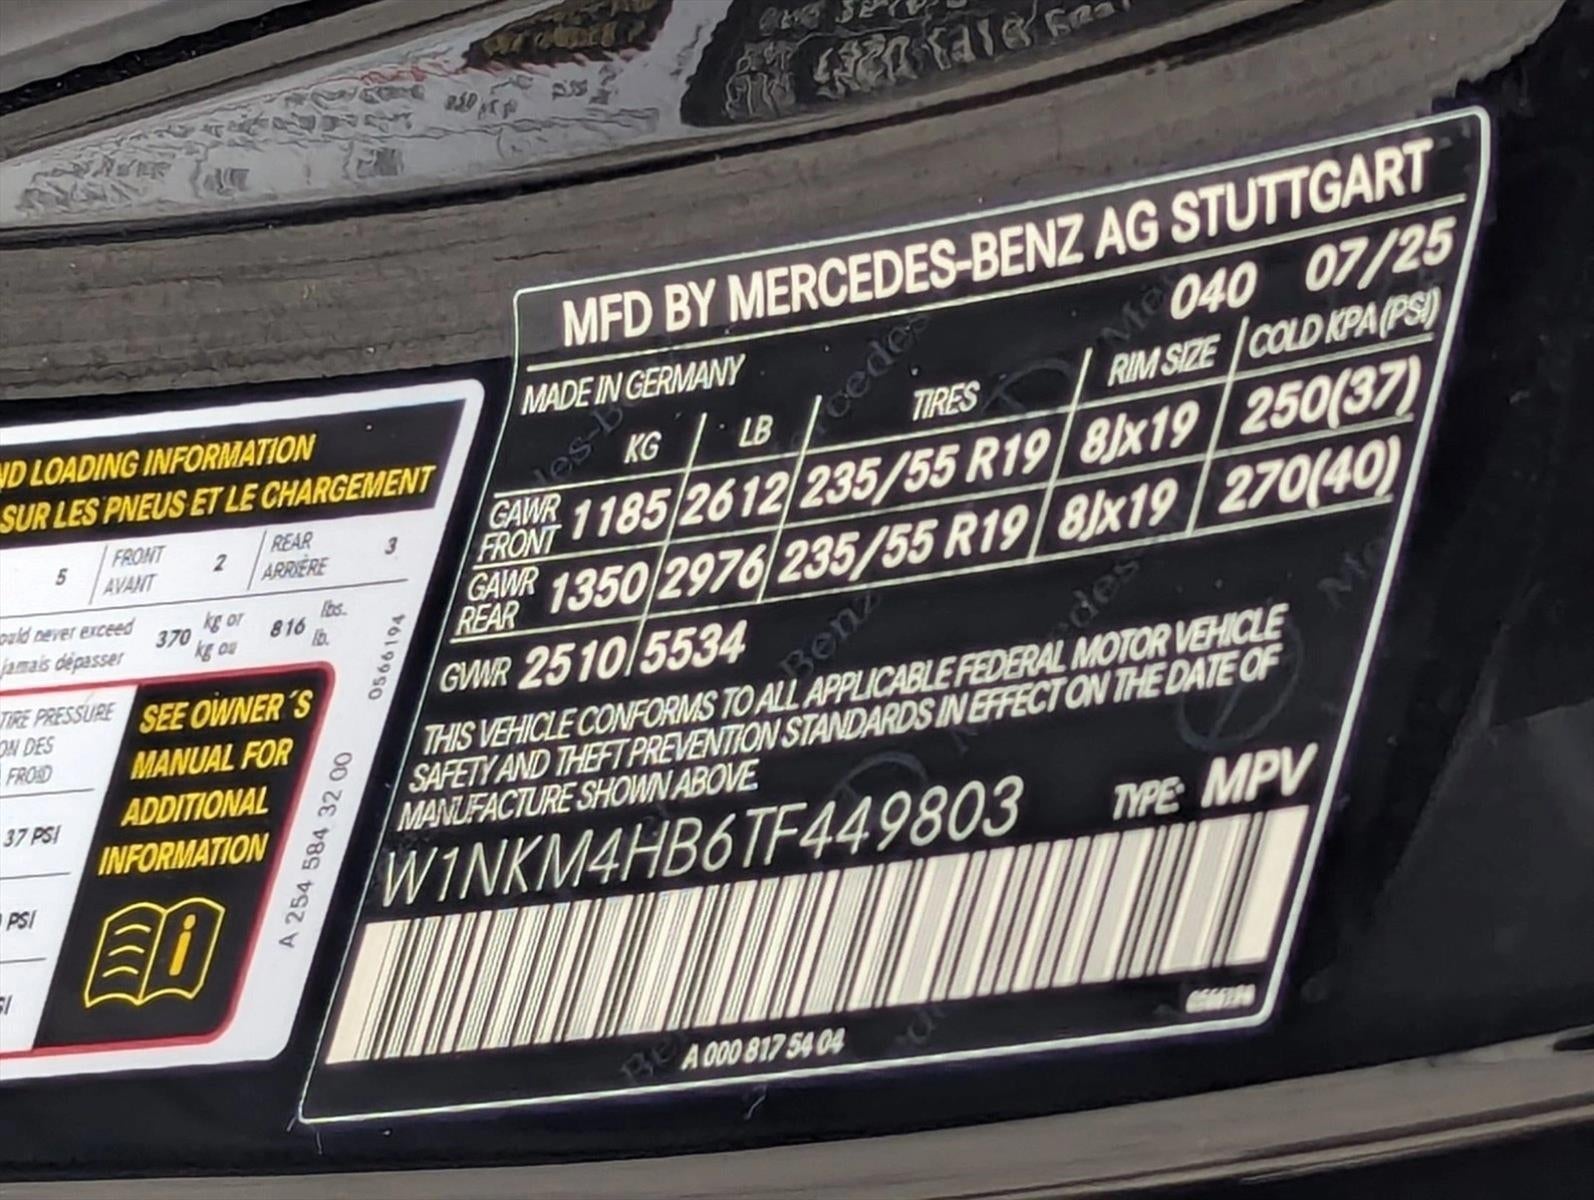 ND LOADING INFORMATION
SUR LES PNEUS ET LE CHARGEMENT
5 FRONT AVANT 2 REAR ARRIÈRE 3
ould never exceed
jamais dépasser
370 kg or kg ou 816 lbs. lb.
0566194
TIRE PRESSURE
ON DES
FROID
37 PSI
PSI
SEE OWNER´S
MANUAL FOR
ADDITIONAL
INFORMATION
A 254 584 32 00
MFD BY MERCEDES-BENZ AG STUTTGART
040 07/25
MADE IN GERMANY
KG LB TIRES RIM SIZE COLD KPA (PSI)
GAWR FRONT 1185 2612 235/55 R19 8Jx19 250(37)
GAWR REAR 1350 2976 235/55 R19 8Jx19 270(40)
GVWR 2510 5534
THIS VEHICLE CONFORMS TO ALL APPLICABLE FEDERAL MOTOR VEHICLE
SAFETY AND THEFT PREVENTION STANDARDS IN EFFECT ON THE DATE OF
MANUFACTURE SHOWN ABOVE.
W1NKM4HB6TF449803 TYPE: MPV
0566194
A 000 817 54 04